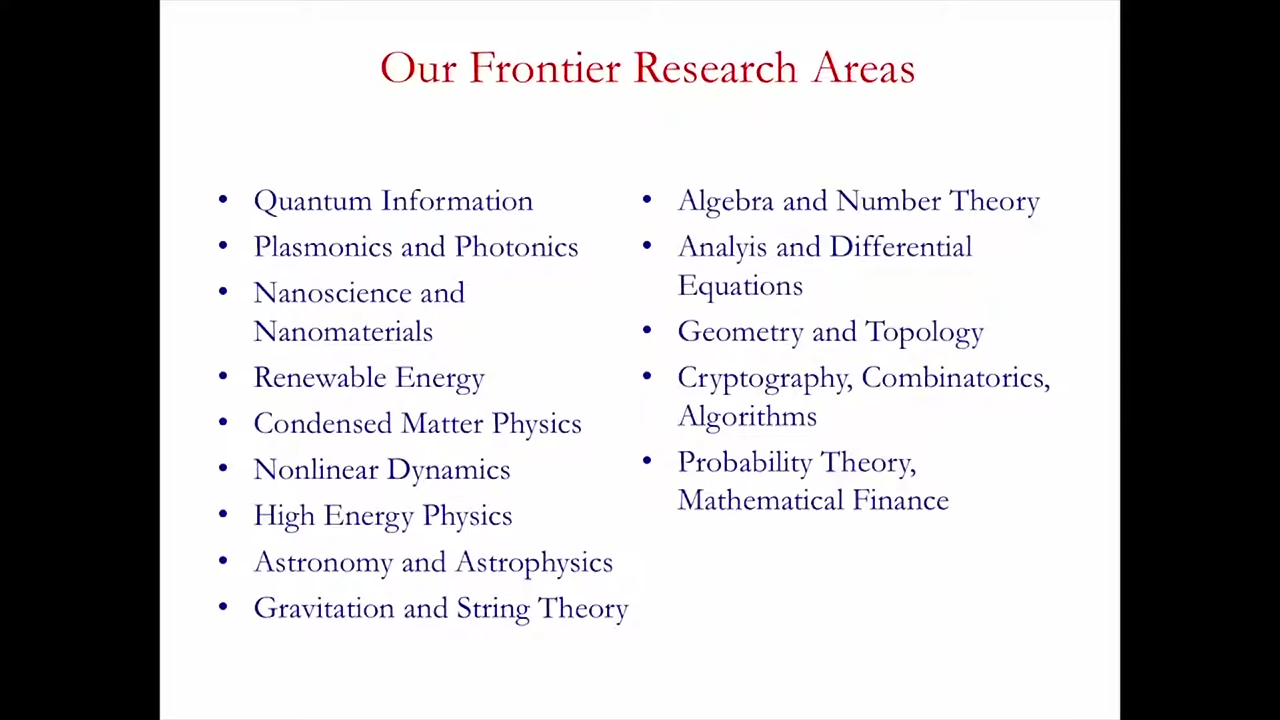 Our Frontier Research Areas
• Quantum Information
• Plasmonics and Photonics
• Nanoscience and
Nanomaterials
• Renewable Energy
• Condensed Matter Physics
• Nonlinear Dynamics
• High Energy Physics
• Astronomy and Astrophysics
• Gravitation and String Theory
• Algebra and Number Theory
• Analyis and Differential
Equations
• Geometry and Topology
• Cryptography, Combinatorics,
Algorithms
• Probability Theory,
Mathematical Finance